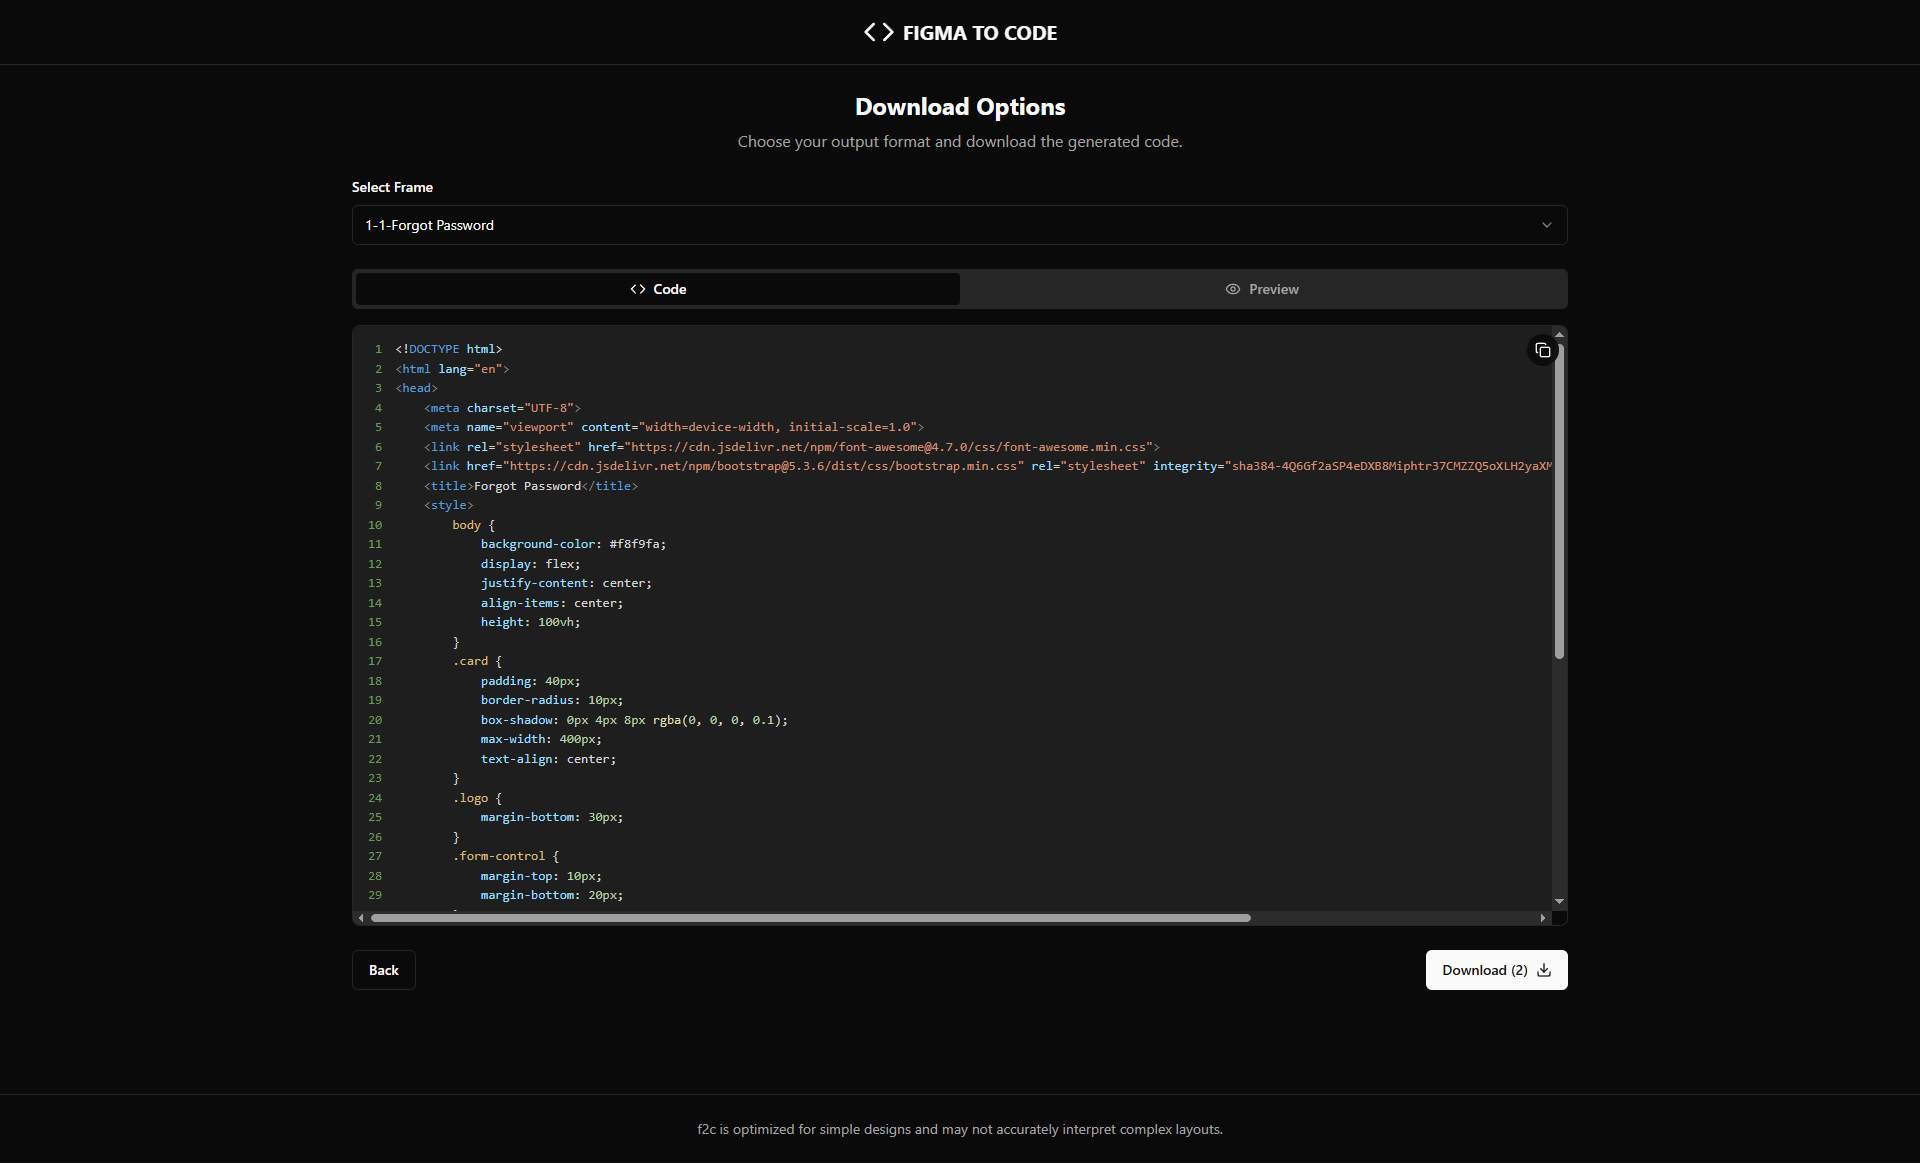 FIGMA TO CODE
Download Options
Choose your output format and download the generated code.
Select Frame
1-1-Forgot Password
Code
Preview
1 <!DOCTYPE html>
2 <html lang="en">
3 <head>
4     <meta charset="UTF-8">
5     <meta name="viewport" content="width=device-width, initial-scale=1.0">
6     <link rel="stylesheet" href="https://cdn.jsdelivr.net/npm/font-awesome@4.7.0/css/font-awesome.min.css">
7     <link href="https://cdn.jsdelivr.net/npm/bootstrap@5.3.6/dist/css/bootstrap.min.css" rel="stylesheet" integrity="sha384-4Q6Gf2aSP4eDXB8Miphtr37CMZZQ5oXLH2yaXM
8     <title>Forgot Password</title>
9     <style>
10         body {
11             background-color: #f8f9fa;
12             display: flex;
13             justify-content: center;
14             align-items: center;
15             height: 100vh;
16         }
17         .card {
18             padding: 40px;
19             border-radius: 10px;
20             box-shadow: 0px 4px 8px rgba(0, 0, 0, 0.1);
21             max-width: 400px;
22             text-align: center;
23         }
24         .logo {
25             margin-bottom: 30px;
26         }
27         .form-control {
28             margin-top: 10px;
29             margin-bottom: 20px;
Back
Download (2)
f2c is optimized for simple designs and may not accurately interpret complex layouts.